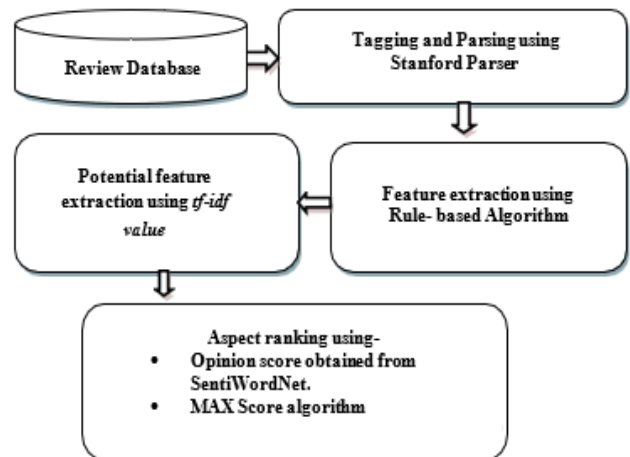 Review Database
Tagging and Parsing using
Stanford Parser
Feature extraction using
Rule- based Algorithm
Potential feature
extraction using tf-idf
value
Aspect ranking using-
• Opinion score obtained from
SentiWordNet.
• MAX Score algorithm